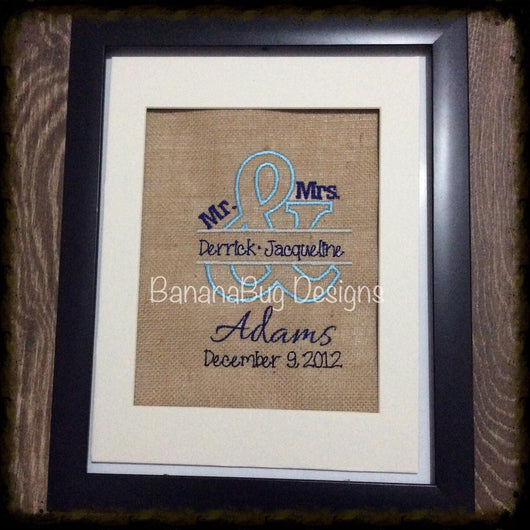 Mr. & Mrs.
Derrick • Jacqueline
BananaBug Designs
Adams
December 9, 2012